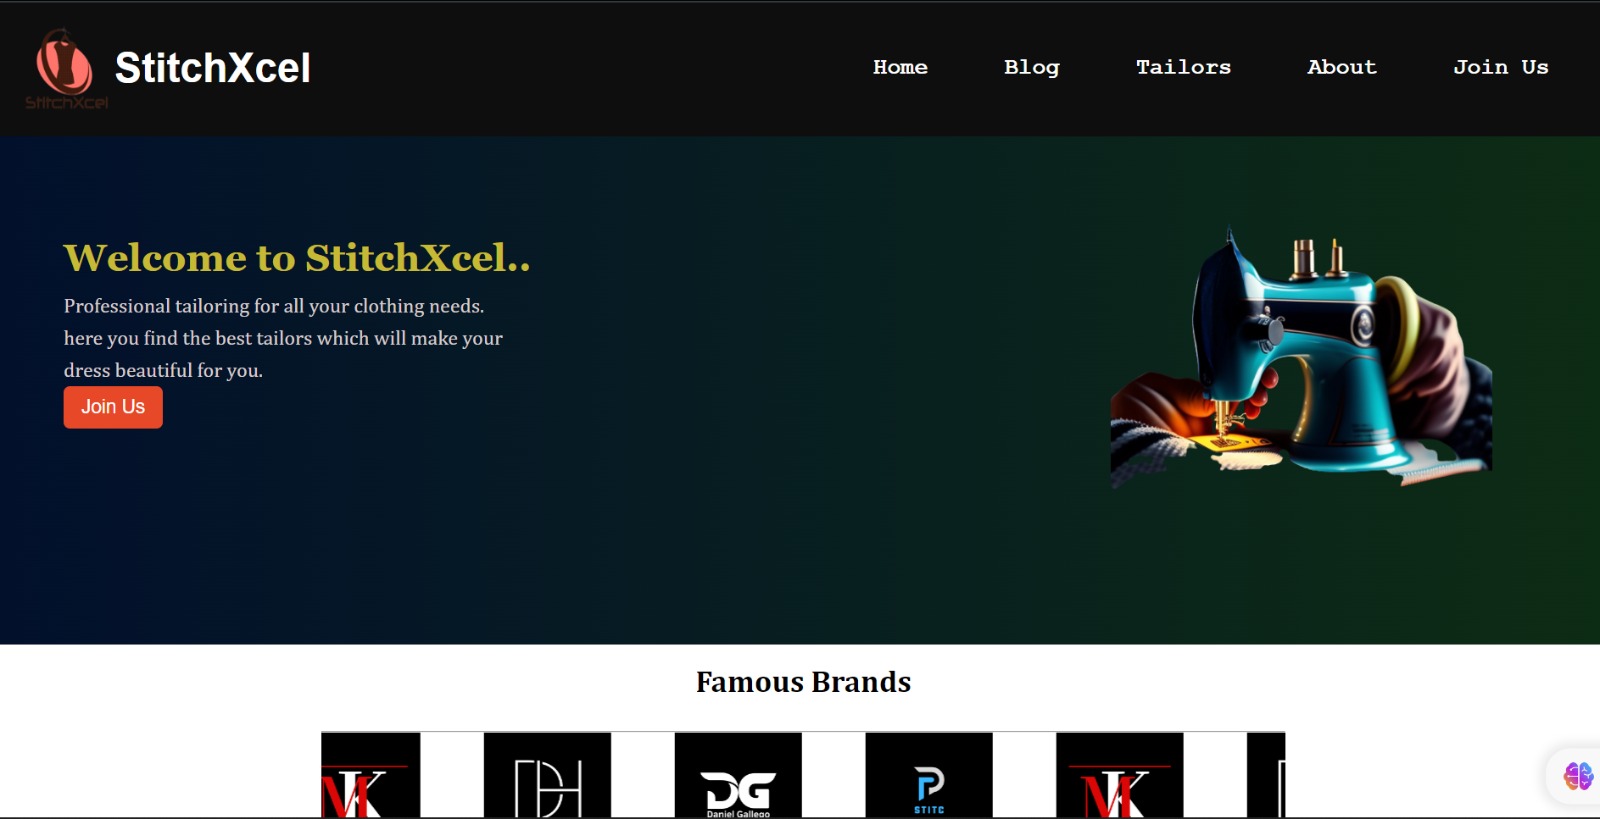 StitchXcel
StitchXcel
Home
Blog
Tailors
About
Join Us
Welcome to StitchXcel..
Professional tailoring for all your clothing needs.
here you find the best tailors which will make your
dress beautiful for you.
Join Us
Famous Brands
MK
DH
DG
Daniel Gallego
P
STITC
MK